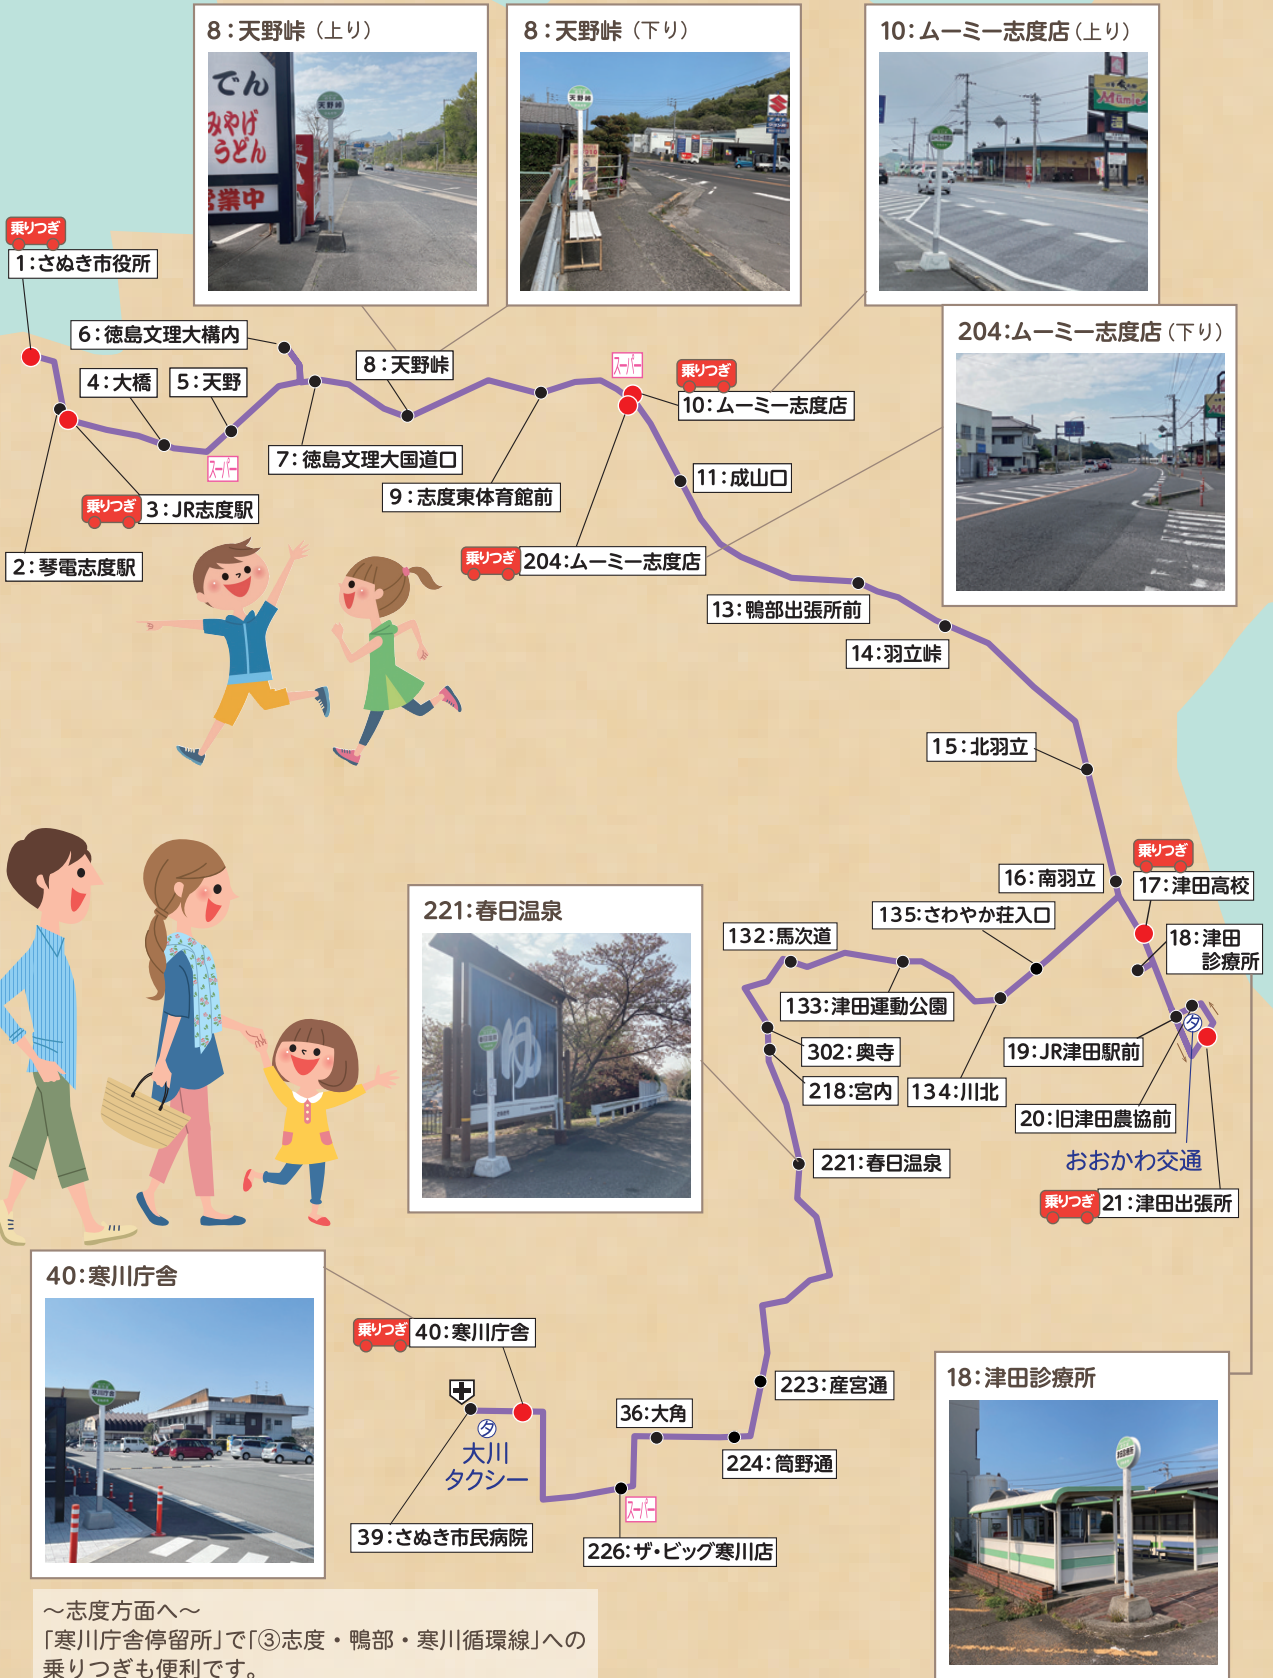 8：天野峠（上り）
でん
みやげ
うどん
営業中
天野峠
8：天野峠（下り）
天野峠
10：ムーミー志度店（上り）
Mümie
乗りつぎ
1：さぬき市役所
204：ムーミー志度店（下り）
6：徳島文理大構内
4：大橋
5：天野
8：天野峠
スーパー
乗りつぎ
10：ムーミー志度店
スーパー
7：徳島文理大国道口
9：志度東体育館前
11：成山口
乗りつぎ
3：JR志度駅
2：琴電志度駅
乗りつぎ
204：ムーミー志度店
13：鴨部出張所前
14：羽立峠
15：北羽立
乗りつぎ
16：南羽立
17：津田高校
135：さわやか荘入口
132：馬次道
18：津田
診療所
133：津田運動公園
タ
302：奥寺
19：JR津田駅前
218：宮内
134：川北
20：旧津田農協前
おおかわ交通
221：春日温泉
乗りつぎ
21：津田出張所
221：春日温泉
ゆ
40：寒川庁舎
寒川庁舎
乗りつぎ
40：寒川庁舎
タ
大川
タクシー
39：さぬき市民病院
36：大角
223：産宮通
224：筒野通
スーパー
226：ザ・ビッグ寒川店
18：津田診療所
津田診療所
～志度方面へ～
「寒川庁舎停留所」で「③志度・鴨部・寒川循環線」への
乗りつぎも便利です。